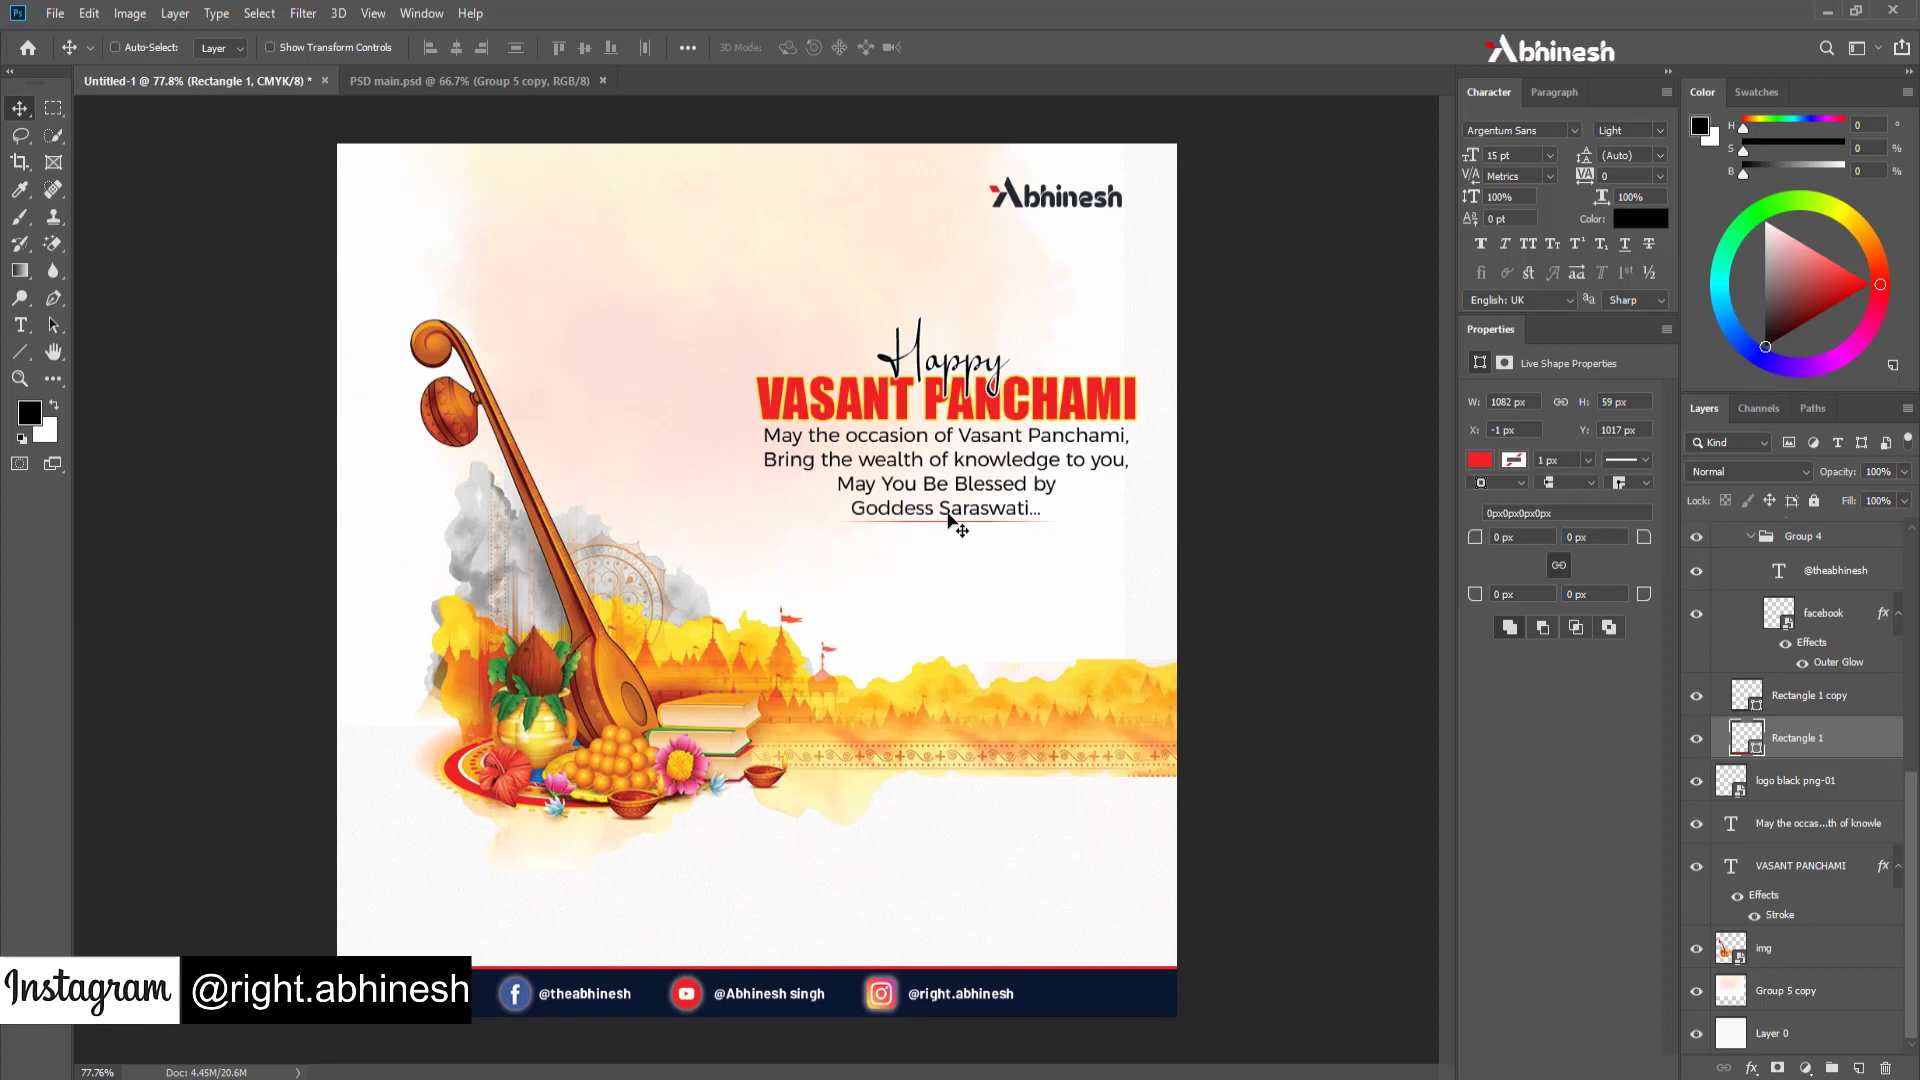 Ps File Edit Image Layer Type Select Filter 3D View Window Help
Auto-Select: Layer Show Transform Controls 3D Mode: Abhinesh
Untitled-1 @ 77.8% (Rectangle 1, CMYK/8) * × PSD main.psd @ 66.7% (Group 5 copy, RGB/8) ×
Abhinesh
Happy
VASANT PANCHAMI
May the occasion of Vasant Panchami,
Bring the wealth of knowledge to you,
May You Be Blessed by
Goddess Saraswati...
@theabhinesh @Abhinesh singh @right.abhinesh
Instagram @right.abhinesh
77.76% Doc: 4.45M/20.6M
Character Paragraph
Argentum Sans Light
15 pt (Auto)
Metrics 0
100% 100%
0 pt Color:
English: UK Sharp
Properties
Live Shape Properties
W: 1082 px H: 59 px
X: -1 px Y: 1017 px
1 px
0px0px0px0px
0 px 0 px
0 px 0 px
Color Swatches
H 0 °
S 0 %
B 0 %
Layers Channels Paths
Kind
Normal Opacity: 100%
Lock: Fill: 100%
Group 4
@theabhinesh
facebook fx
Effects
Outer Glow
Rectangle 1 copy
Rectangle 1
logo black png-01
May the occas...th of knowle
VASANT PANCHAMI fx
Effects
Stroke
img
Group 5 copy
Layer 0